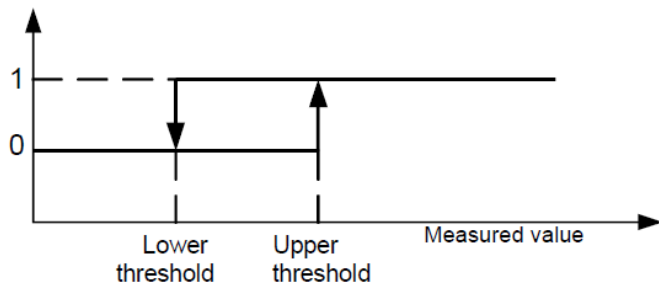 1
0
Lower
threshold
Upper
threshold
Measured value